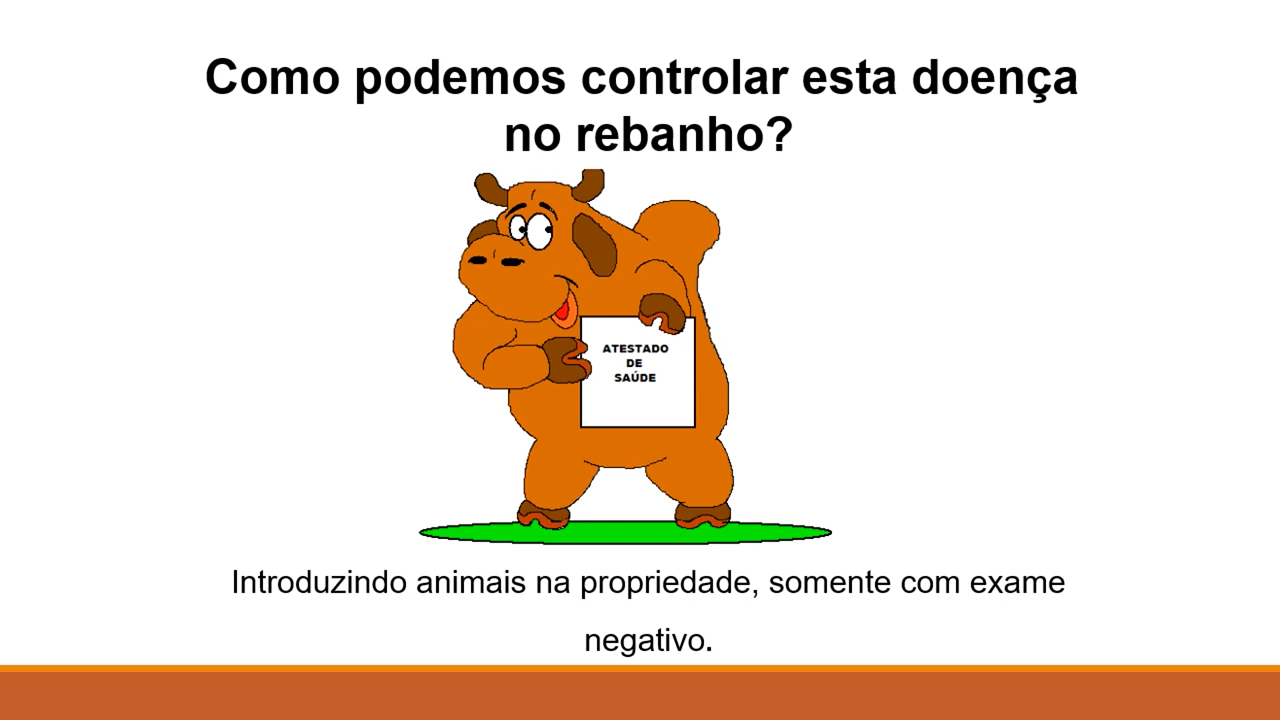 Como podemos controlar esta doença
no rebanho?
ATESTADO
DE
SAÚDE
Introduzindo animais na propriedade, somente com exame
negativo.